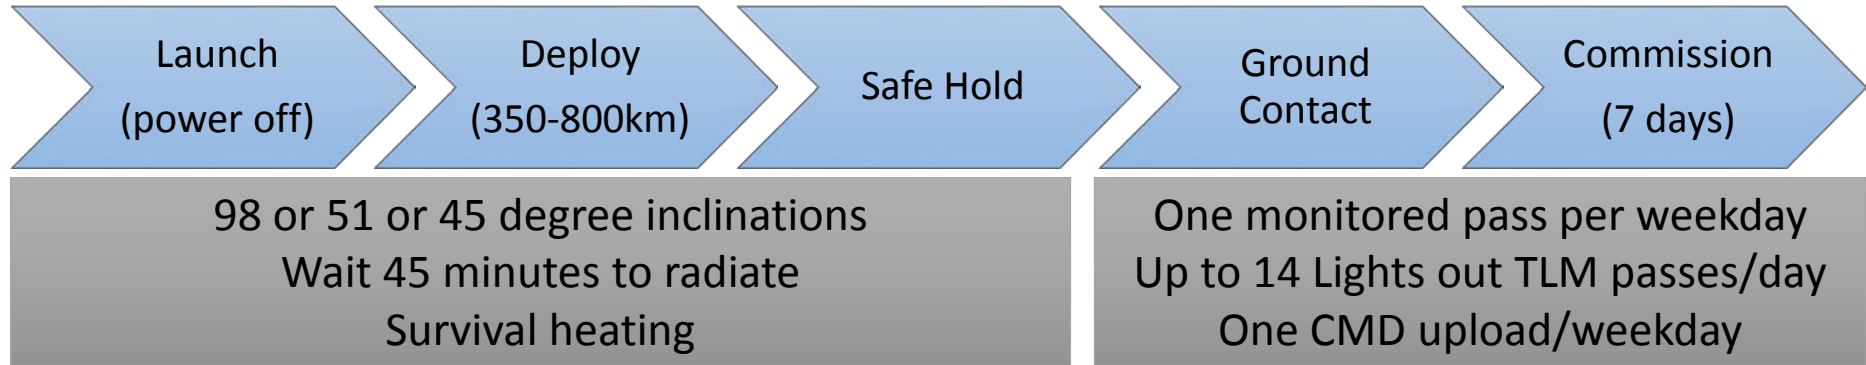 Launch
(power off)
Deploy
(350-800km)
Safe Hold
Ground
Contact
Commission
(7 days)
98 or 51 or 45 degree inclinations
Wait 45 minutes to radiate
Survival heating
One monitored pass per weekday
Up to 14 Lights out TLM passes/day
One CMD upload/weekday